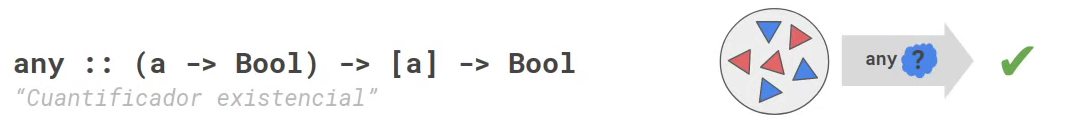 any :: (a -> Bool) -> [a] -> Bool
“Cuantificador existencial”
any ?